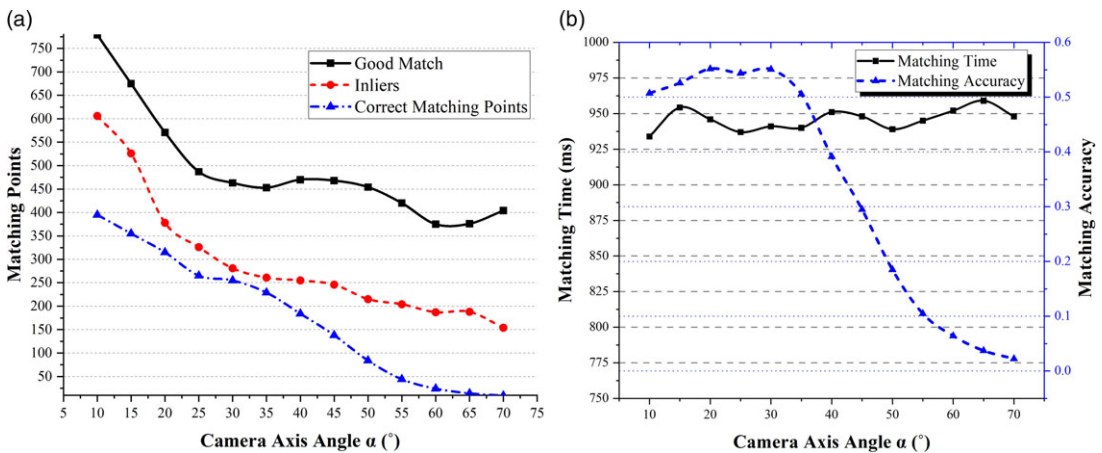 (a)
Matching Points
750
700
650
600
550
500
450
400
350
300
250
200
150
100
50
Good Match
Inliers
Correct Matching Points
5 10 15 20 25 30 35 40 45 50 55 60 65 70 75
Camera Axis Angle α (°)
(b)
Matching Time (ms)
1000
975
950
925
900
875
850
825
800
775
750
Matching Time
Matching Accuracy
0.6
0.5
0.4
0.3
0.2
0.1
0.0
Matching Accuracy
10 20 30 40 50 60 70
Camera Axis Angle α (°)